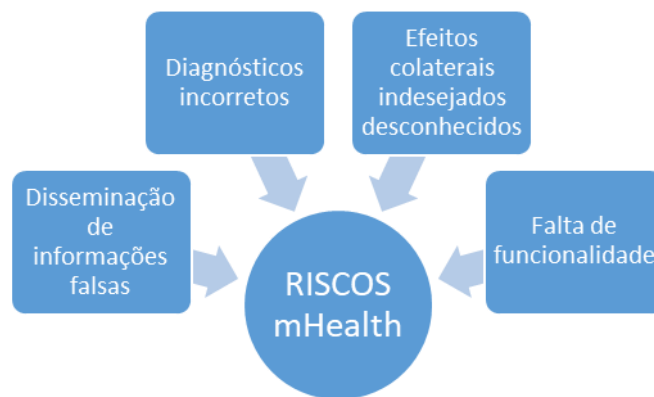 Diagnósticos
incorretos
Efeitos
colaterais
indesejados
desconhecidos
Disseminação
de
informações
falsas
Falta de
funcionalidade
RISCOS
mHealth